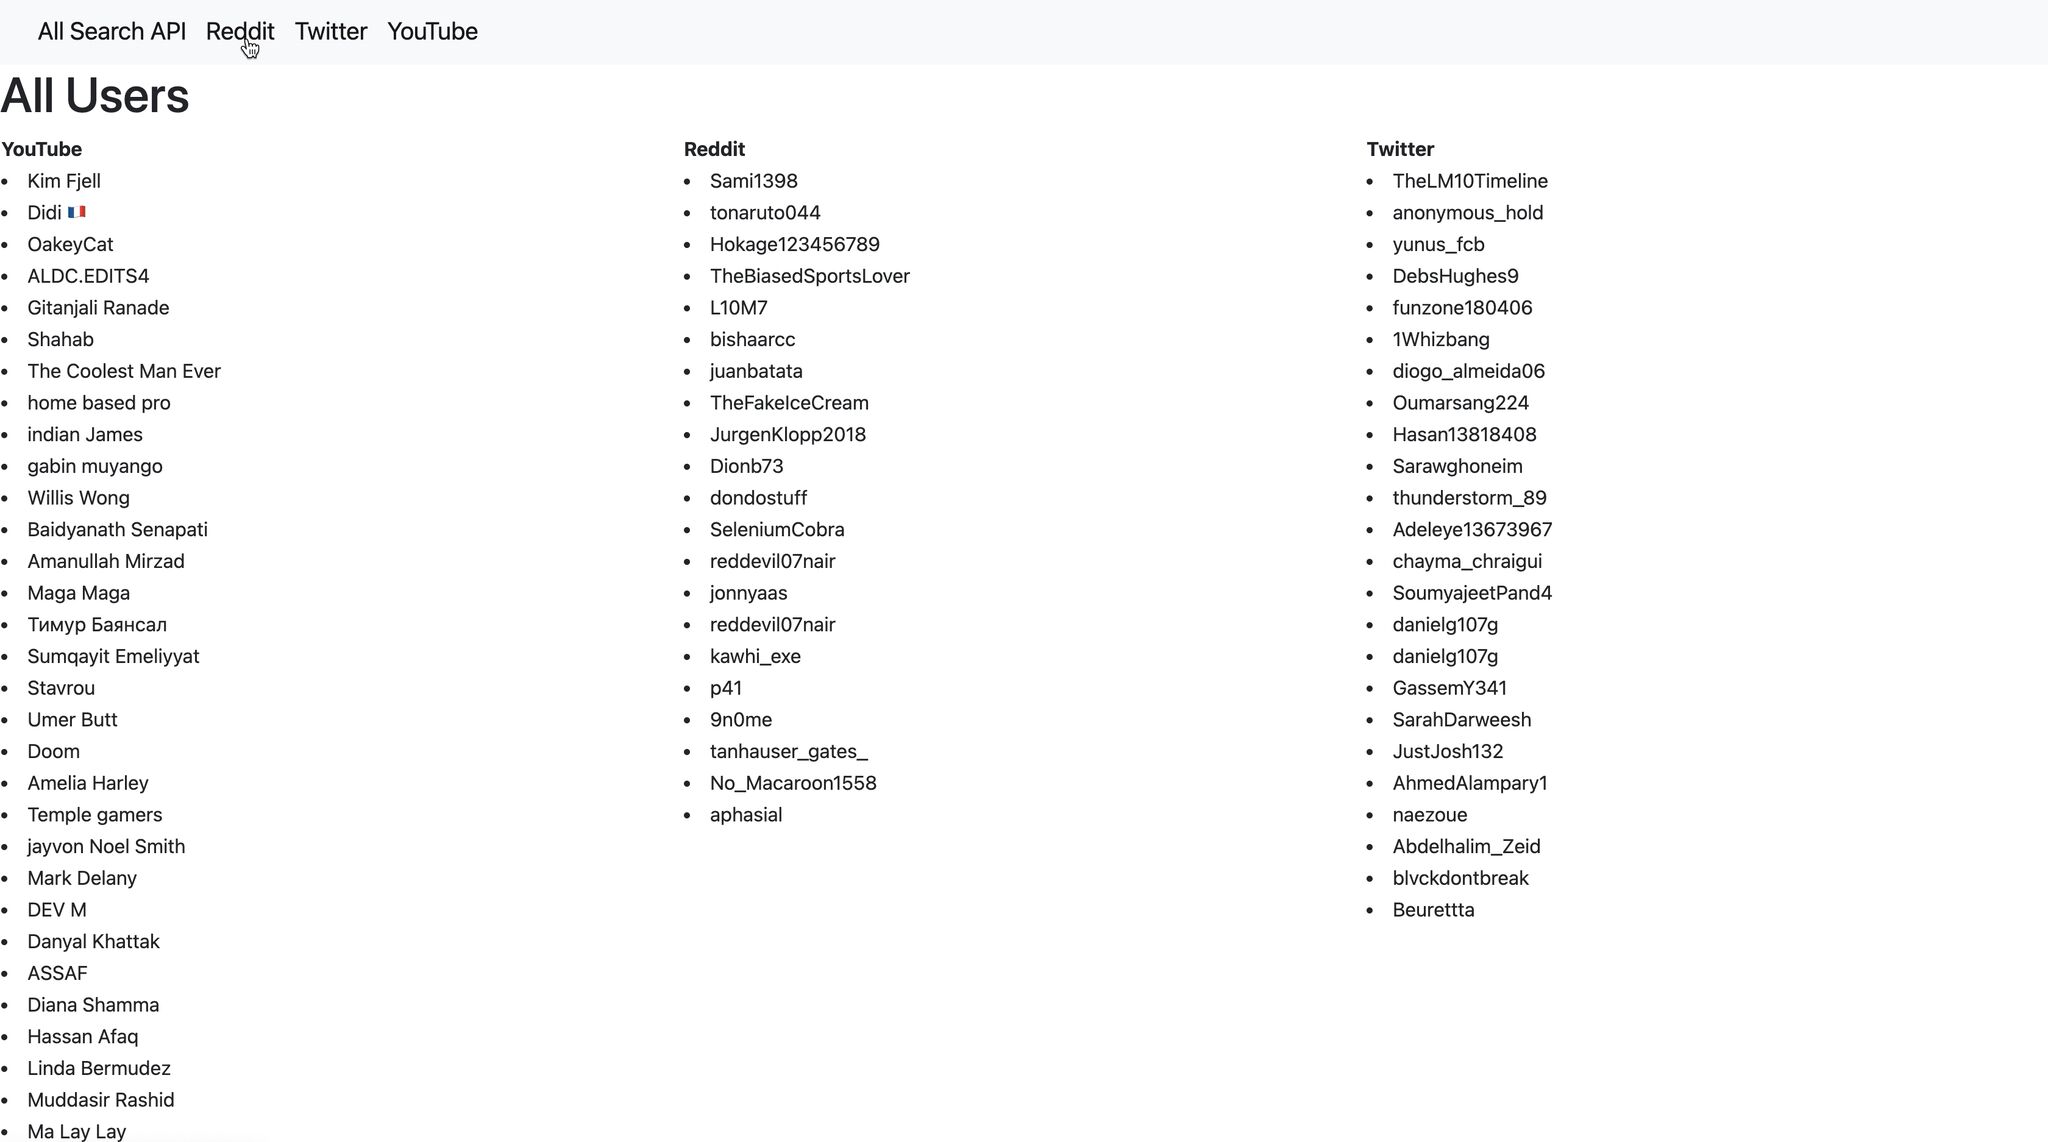 All Search API Reddit Twitter YouTube
All Users
YouTube
Kim Fjell
Didi 🇫🇷
OakeyCat
ALDC.EDITS4
Gitanjali Ranade
Shahab
The Coolest Man Ever
home based pro
indian James
gabin muyango
Willis Wong
Baidyanath Senapati
Amanullah Mirzad
Maga Maga
Тимур Баянсал
Sumqayit Emeliyyat
Stavrou
Umer Butt
Doom
Amelia Harley
Temple gamers
jayvon Noel Smith
Mark Delany
DEV M
Danyal Khattak
ASSAF
Diana Shamma
Hassan Afaq
Linda Bermudez
Muddasir Rashid
Ma Lay Lay
Reddit
Sami1398
tonaruto044
Hokage123456789
TheBiasedSportsLover
L10M7
bishaarcc
juanbatata
TheFakeIceCream
JurgenKlopp2018
Dionb73
dondostuff
SeleniumCobra
reddevil07nair
jonnyaas
reddevil07nair
kawhi_exe
p41
9n0me
tanhauser_gates_
No_Macaroon1558
aphasial
Twitter
TheLM10Timeline
anonymous_hold
yunus_fcb
DebsHughes9
funzone180406
1Whizbang
diogo_almeida06
Oumarsang224
Hasan13818408
Sarawghoneim
thunderstorm_89
Adeleye13673967
chayma_chraigui
SoumyajeetPand4
danielg107g
danielg107g
GassemY341
SarahDarweesh
JustJosh132
AhmedAlampary1
naezoue
Abdelhalim_Zeid
blvckdontbreak
Beurettta